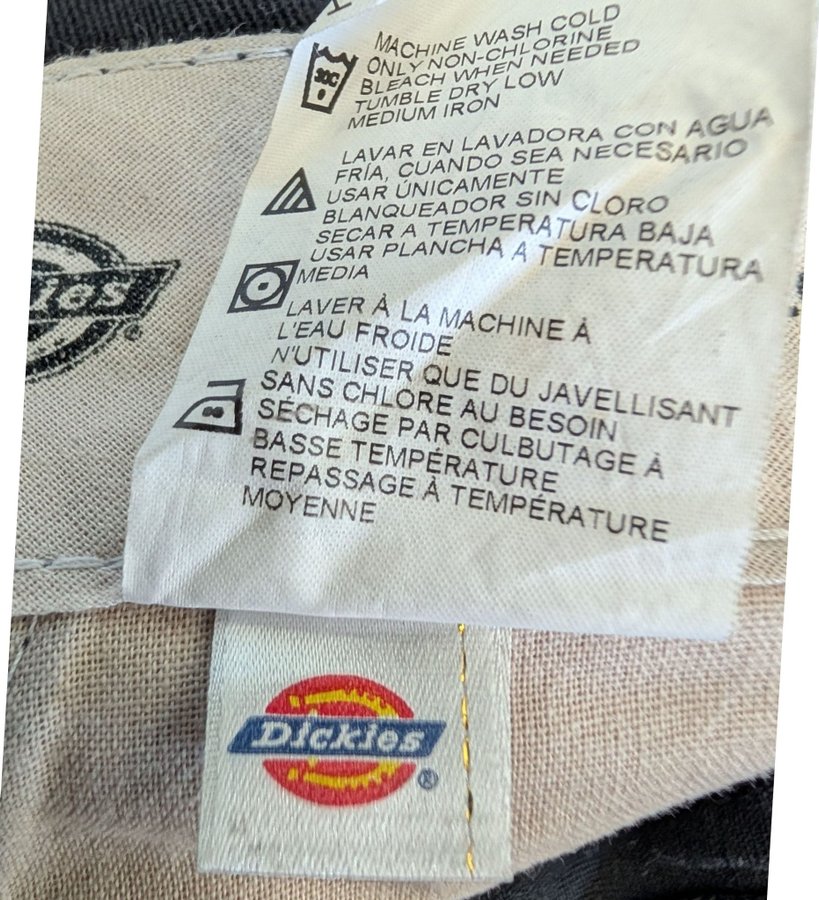 MACHINE WASH COLD
ONLY NON-CHLORINE
BLEACH WHEN NEEDED
TUMBLE DRY LOW
MEDIUM IRON
30C
LAVAR EN LAVADORA CON AGUA
FRÍA, CUANDO SEA NECESARIO
USAR ÚNICAMENTE
BLANQUEADOR SIN CLORO
SECAR A TEMPERATURA BAJA
USAR PLANCHA A TEMPERATURA
MEDIA
LAVER À LA MACHINE À
L'EAU FROIDE
N'UTILISER QUE DU JAVELLISANT
SANS CHLORE AU BESOIN
SÉCHAGE PAR CULBUTAGE À
BASSE TEMPÉRATURE
REPASSAGE À TEMPÉRATURE
MOYENNE
kies®
Dickies®